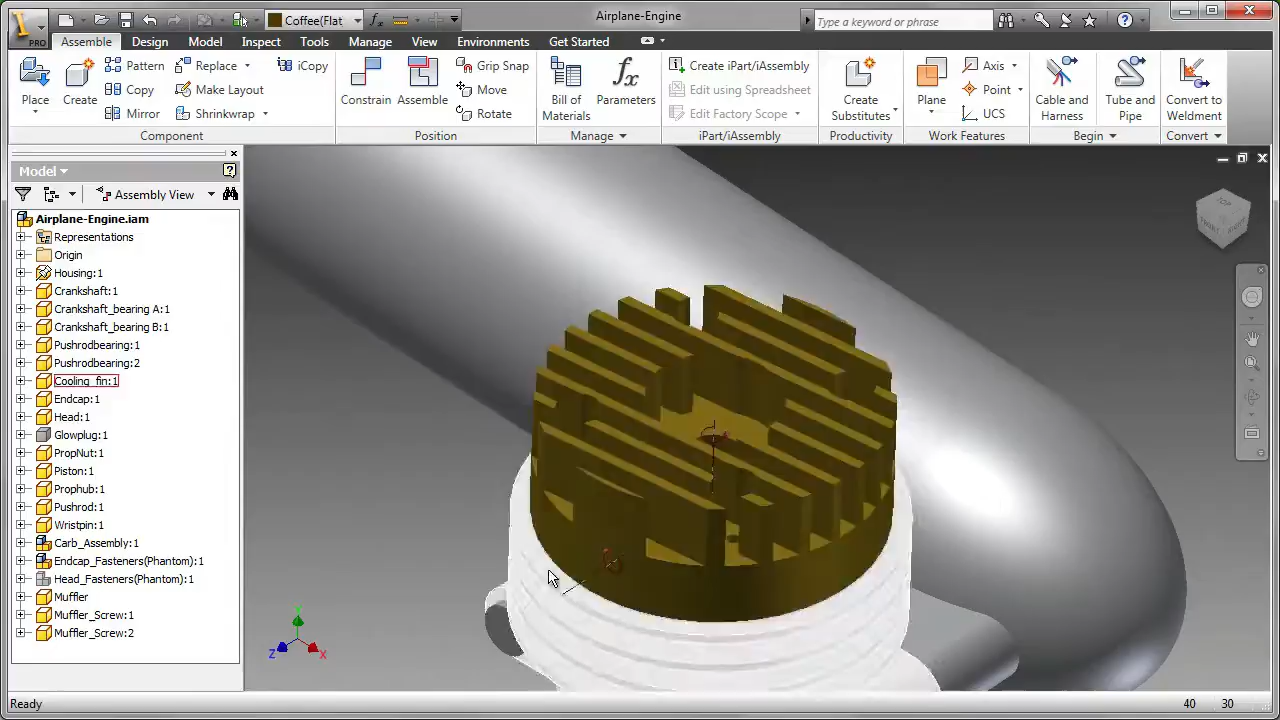 Airplane-Engine
Coffee(Flat
Type a keyword or phrase
PRO
Assemble Design Model Inspect Tools Manage View Environments Get Started
Place
Create
Pattern
Copy
Mirror
Replace
Make Layout
Shrinkwrap
iCopy
Component
Constrain
Assemble
Grip Snap
Move
Rotate
Position
Bill of
Materials
Parameters
Manage
Create iPart/iAssembly
Edit using Spreadsheet
Edit Factory Scope
iPart/iAssembly
Create
Substitutes
Productivity
Plane
Axis
Point
UCS
Work Features
Cable and
Harness
Tube and
Pipe
Begin
Convert to
Weldment
Convert
Model
Assembly View
Airplane-Engine.iam
Representations
Origin
Housing:1
Crankshaft:1
Crankshaft_bearing A:1
Crankshaft_bearing B:1
Pushrodbearing:1
Pushrodbearing:2
Cooling_fin:1
Endcap:1
Head:1
Glowplug:1
PropNut:1
Piston:1
Prophub:1
Pushrod:1
Wristpin:1
Carb_Assembly:1
Endcap_Fasteners(Phantom):1
Head_Fasteners(Phantom):1
Muffler
Muffler_Screw:1
Muffler_Screw:2
Y
Z
X
Ready
40 30